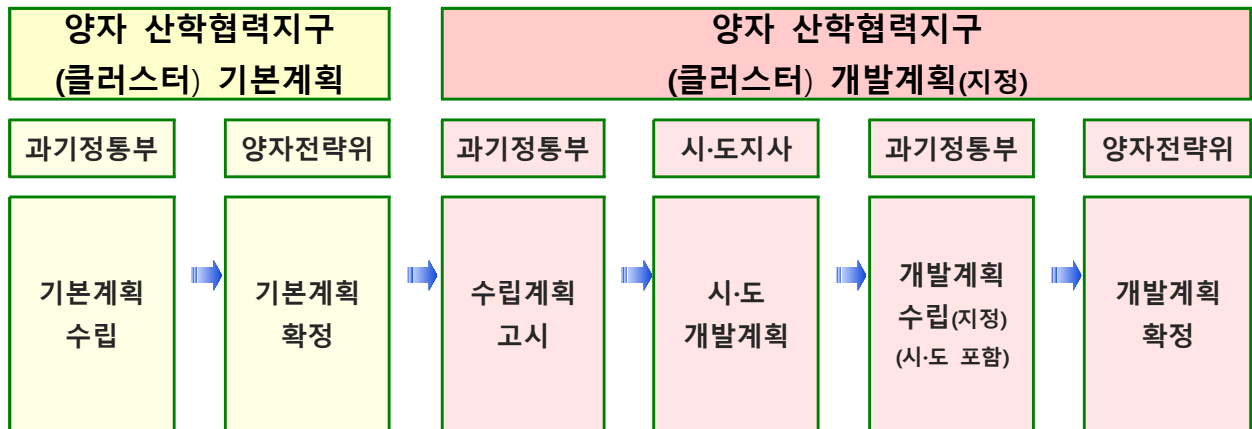 양자 산학협력지구
(클러스터) 기본계획
양자 산학협력지구
(클러스터) 개발계획(지정)
과기정통부
양자전략위
과기정통부
시·도지사
과기정통부
양자전략위
기본계획
수립
기본계획
확정
수립계획
고시
시·도
개발계획
개발계획
수립(지정)
(시·도 포함)
개발계획
확정